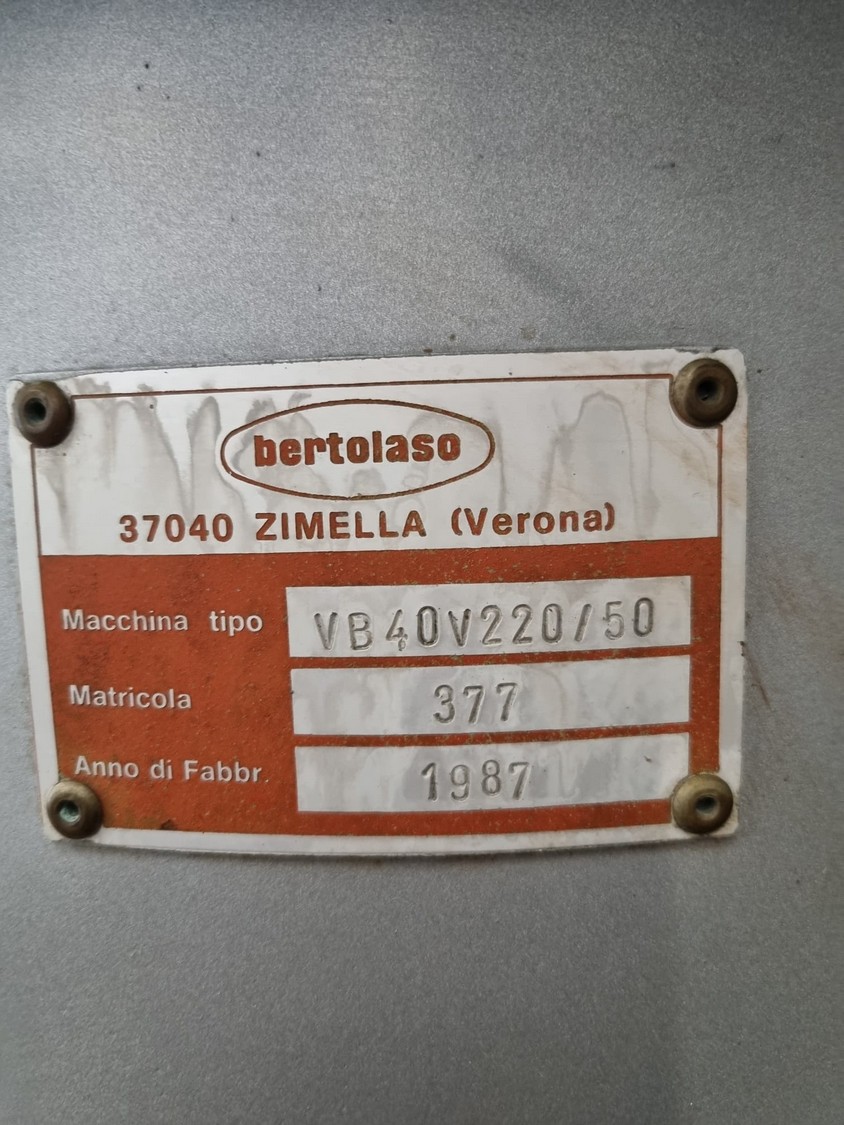 bertolaso
37040 ZIMELLA (Verona)
Macchina tipo VB40V220/50
Matricola 377
Anno di Fabbr. 1987